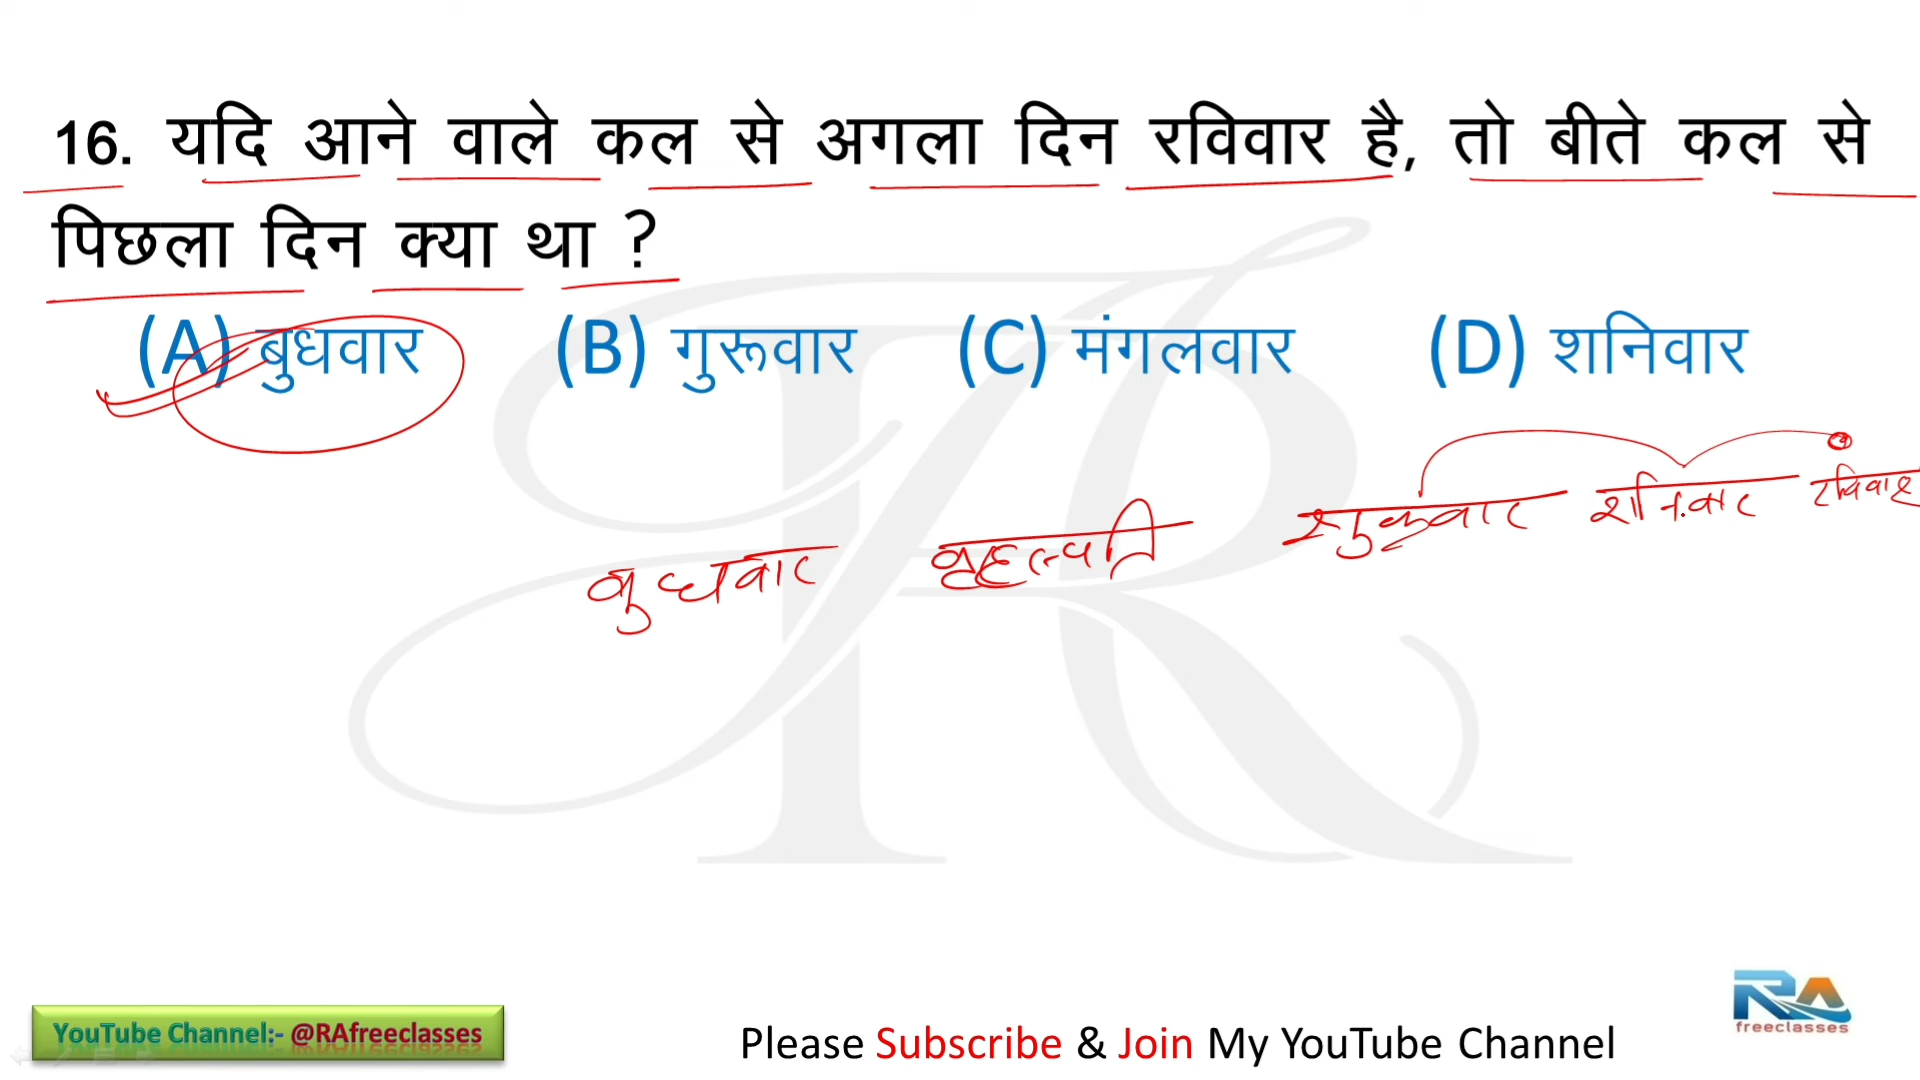 16. यदि आने वाले कल से अगला दिन रविवार है, तो बीते कल से
पिछला दिन क्या था ?
(A) बुधवार (B) गुरूवार (C) मंगलवार (D) शनिवार
बुधवार बृहस्पति शुक्रवार शनिवार रविवार
YouTube Channel:- @RAfreeclasses
Please Subscribe & Join My YouTube Channel
RA
freeclasses